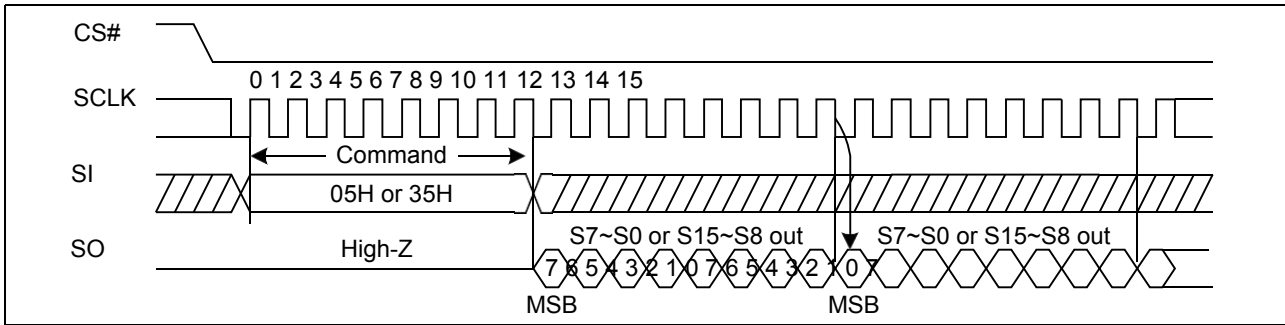 CS#
0 1 2 3 4 5 6 7 8 9 10 11 12 13 14 15
SCLK
Command
SI
05H or 35H
S7~S0 or S15~S8 out S7~S0 or S15~S8 out
SO
High-Z
7 6 5 4 3 2 1 0 7 6 5 4 3 2 1 0 7
MSB MSB